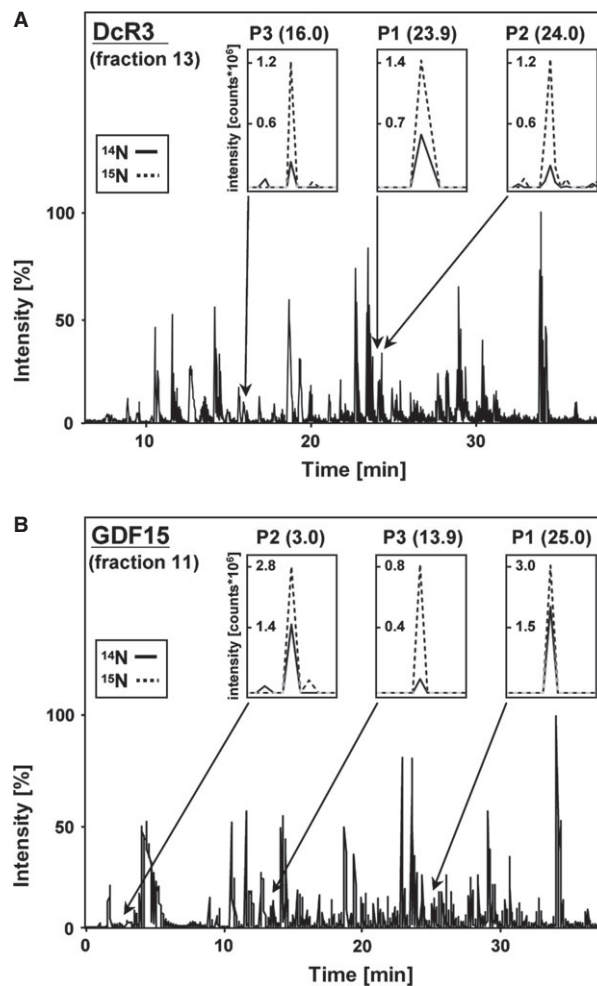 A
DcR3
(fraction 13)
P3 (16.0) P1 (23.9) P2 (24.0)
intensity [counts*10⁶]
1.2 1.4 1.2
0.6 0.7 0.6
¹⁴N
¹⁵N
Intensity [%]
100
50
0
10 20 30
Time [min]
B
GDF15
(fraction 11)
P2 (3.0) P3 (13.9) P1 (25.0)
intensity [counts*10⁶]
2.8 0.8 3.0
1.4 0.4 1.5
¹⁴N
¹⁵N
Intensity [%]
100
50
0
0 10 20 30
Time [min]